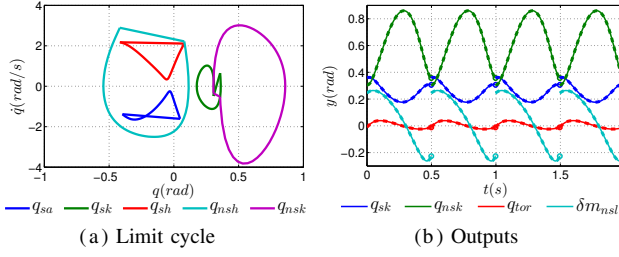 4
2
0
−2
−4
−1 −0.5 0 0.5 1
q̇(rad/s)
q(rad)
q_sa q_sk q_sh q_nsh q_nsk
(a) Limit cycle
0.8
0.6
0.4
0.2
0
−0.2
0 0.5 1 1.5 2
y(rad)
t(s)
q_sk q_nsk q_tor δm_nsl
(b) Outputs